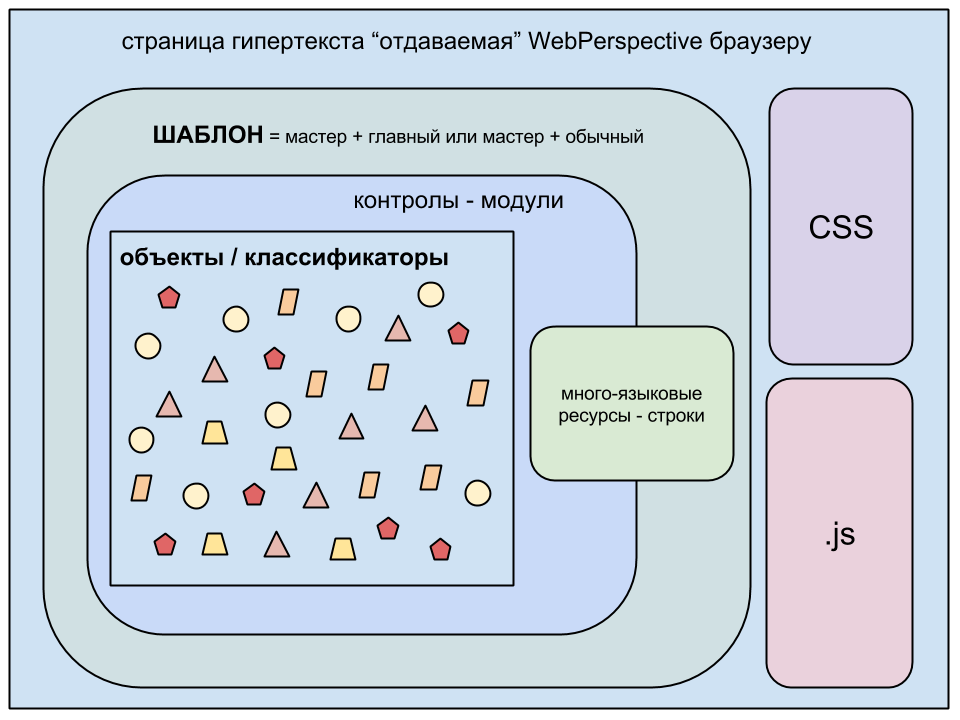 страница гипертекста “отдаваемая” WebPerspective браузеру
ШАБЛОН = мастер + главный или мастер + обычный
контролы - модули
объекты / классификаторы
CSS
много-языковые
ресурсы - строки
.js